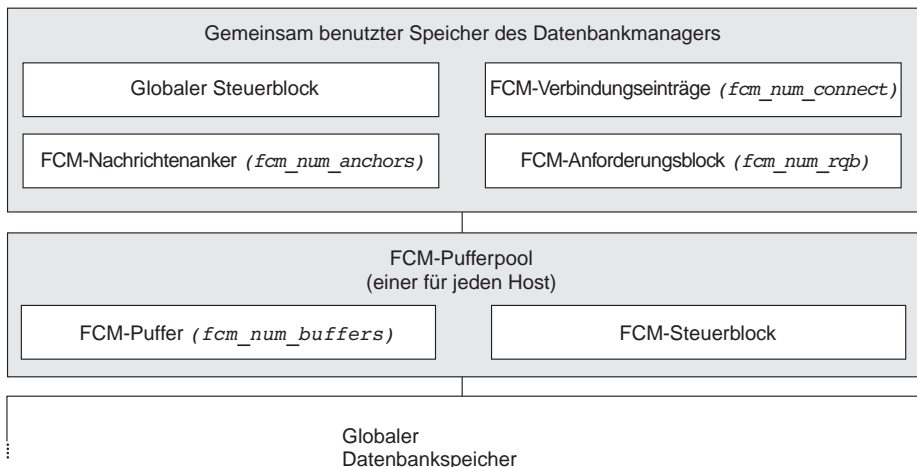 Gemeinsam benutzter Speicher des Datenbankmanagers
Globaler Steuerblock
FCM-Verbindungseinträge (fcm_num_connect)
FCM-Nachrichtenanker (fcm_num_anchors)
FCM-Anforderungsblock (fcm_num_rqb)
FCM-Pufferpool
(einer für jeden Host)
FCM-Puffer (fcm_num_buffers)
FCM-Steuerblock
Globaler
Datenbankspeicher